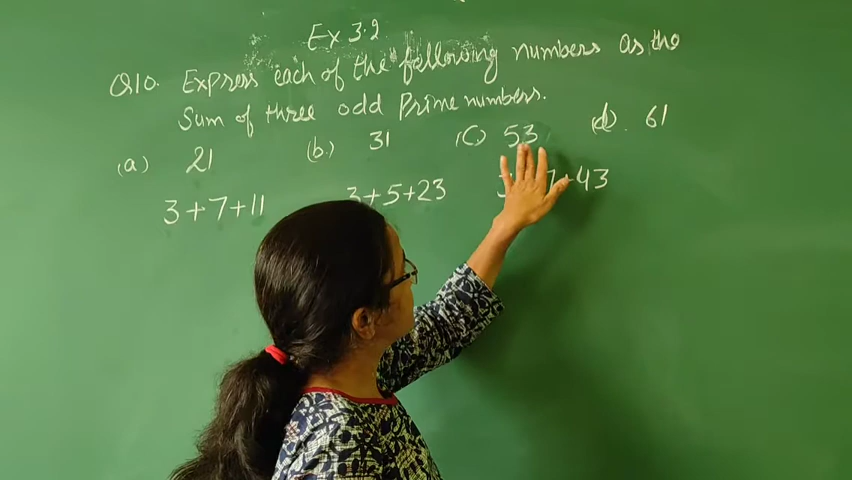 Ex 3.2
Q10. Express each of the following numbers as the
Sum of three odd Prime numbers.
(a) 21 (b) 31 (c) 53 (d) 61
3+7+11 3+5+23 +43